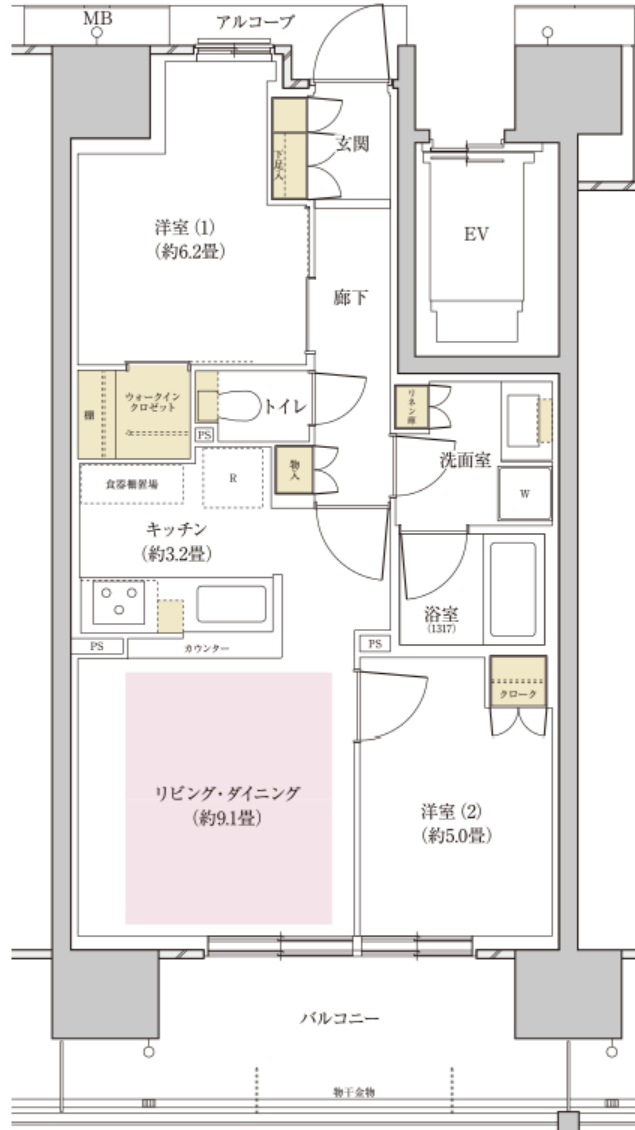 MB
アルコーブ
下足入
玄関
洋室 (1)
(約6.2畳)
EV
廊下
棚
ウォークイン
クロゼット
トイレ
リネン庫
PS
洗面室
物入
食器棚置場
R
W
キッチン
(約3.2畳)
浴室
(1317)
PS
カウンター
PS
クローク
リビング・ダイニング
(約9.1畳)
洋室 (2)
(約5.0畳)
バルコニー
物干金物